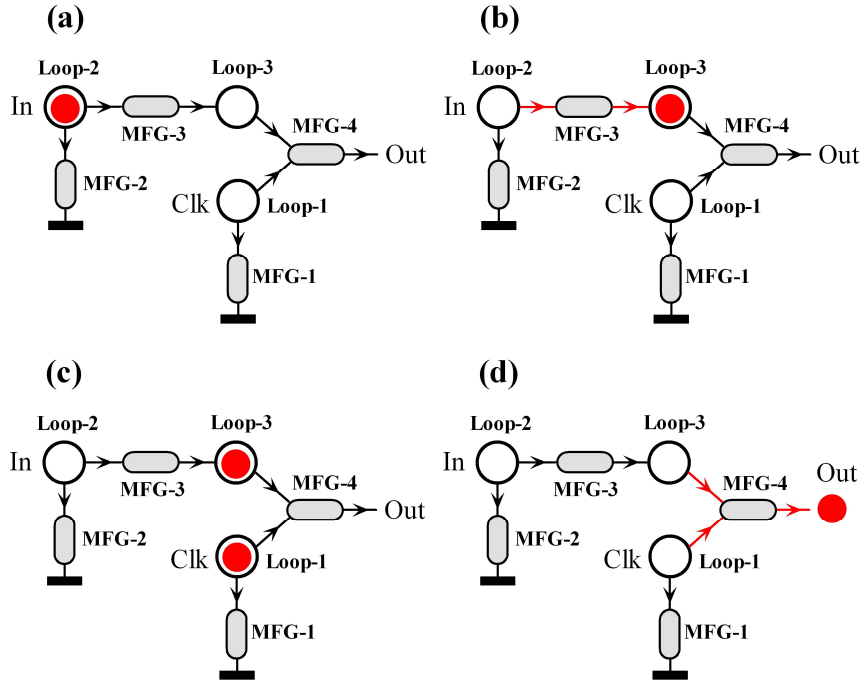 (a)
Loop-2
Loop-3
In
MFG-3
MFG-4
Out
MFG-2
Clk
Loop-1
MFG-1
(b)
Loop-2
Loop-3
In
MFG-3
MFG-4
Out
MFG-2
Clk
Loop-1
MFG-1
(c)
Loop-2
Loop-3
In
MFG-3
MFG-4
Out
MFG-2
Clk
Loop-1
MFG-1
(d)
Loop-2
Loop-3
In
MFG-3
MFG-4
Out
MFG-2
Clk
Loop-1
MFG-1